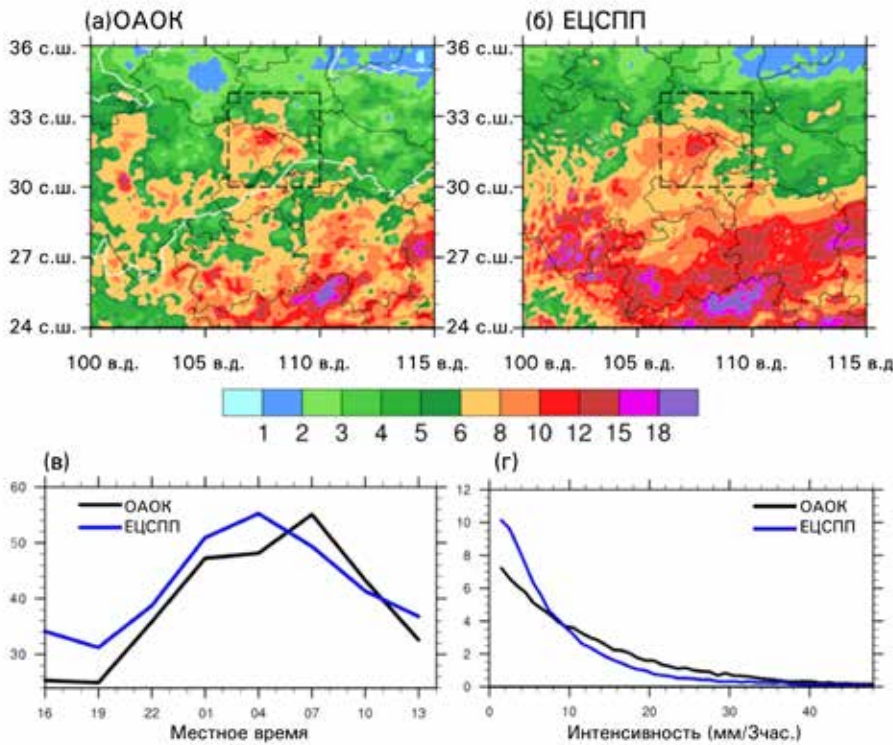 (а)ОАОК (б) ЕЦСПП
36 с.ш. 36 с.ш.
33 с.ш. 33 с.ш.
30 с.ш. 30 с.ш.
27 с.ш. 27 с.ш.
24 с.ш. 24 с.ш.
100 в.д. 105 в.д. 110 в.д. 115 в.д. 100 в.д. 105 в.д. 110 в.д. 115 в.д.
1 2 3 4 5 6 8 10 12 15 18
(в) (г)
60
50
40
30
ОАОК
ЕЦСПП
16 19 22 01 04 07 10 13
Местное время
12
10
8
6
4
2
0
ОАОК
ЕЦСПП
0 10 20 30 40
Интенсивность (мм/3час.)